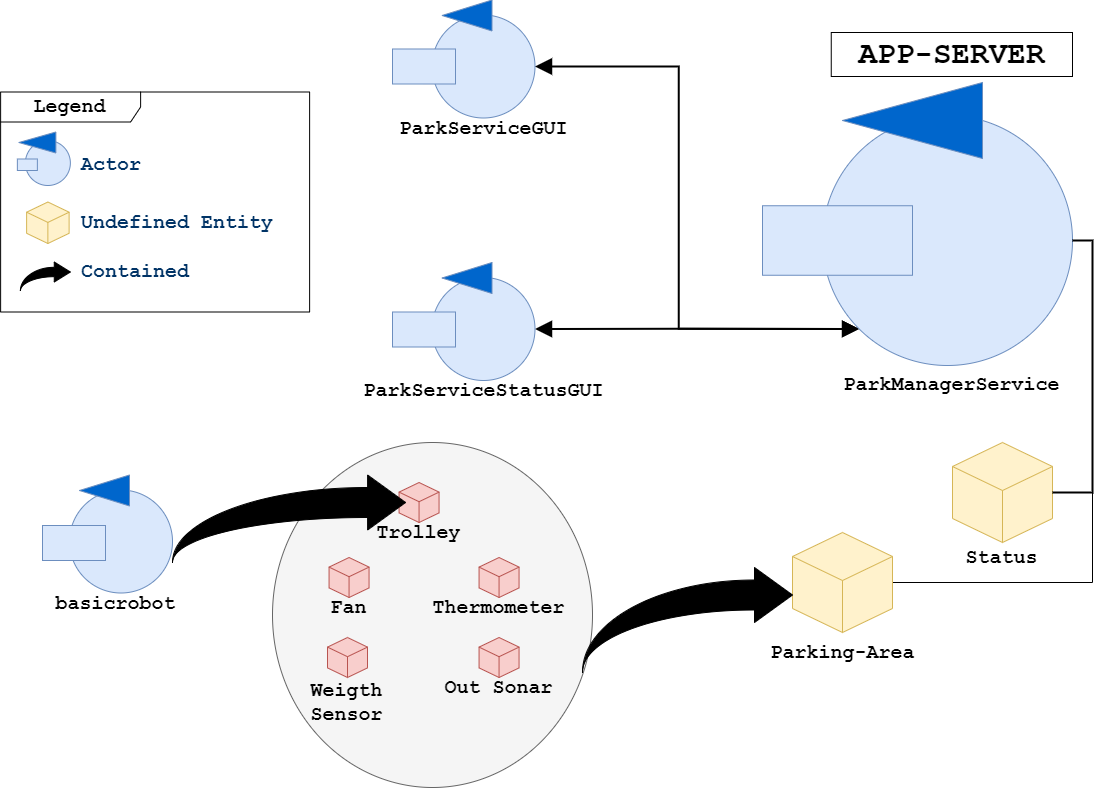 APP-SERVER
Legend
Actor
Undefined Entity
Contained
ParkServiceGUI
ParkServiceStatusGUI
ParkManagerService
Trolley
Status
basicrobot
Fan
Thermometer
Parking-Area
Weigth
Sensor
Out Sonar